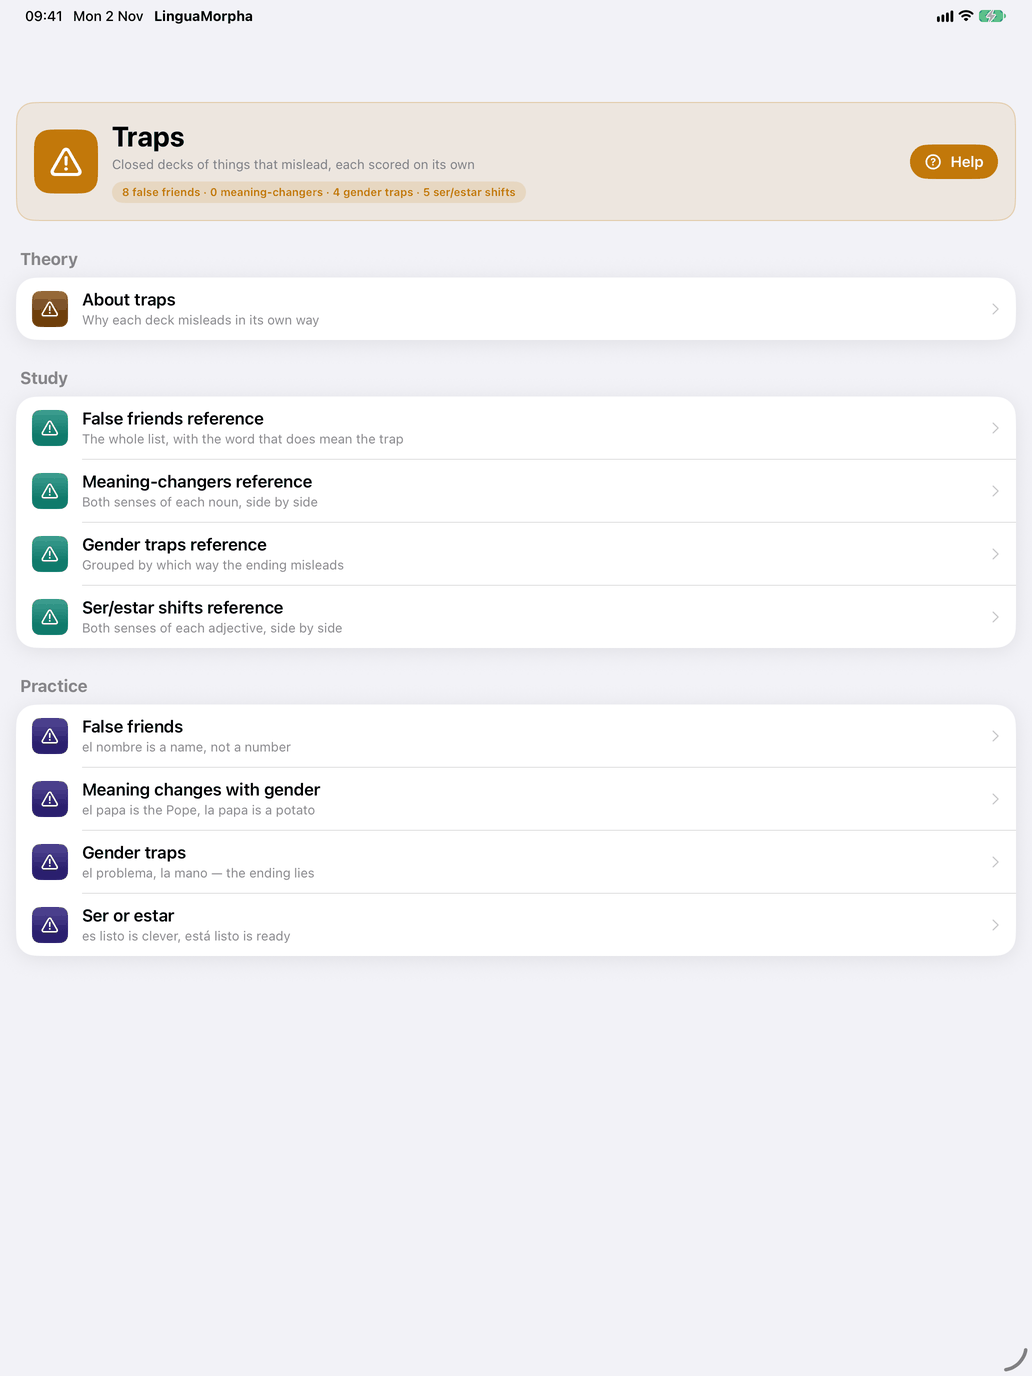 09:41 Mon 2 Nov LinguaMorpha
Traps
Closed decks of things that mislead, each scored on its own
8 false friends · 0 meaning-changers · 4 gender traps · 5 ser/estar shifts
Help
Theory
About traps
Why each deck misleads in its own way
Study
False friends reference
The whole list, with the word that does mean the trap
Meaning-changers reference
Both senses of each noun, side by side
Gender traps reference
Grouped by which way the ending misleads
Ser/estar shifts reference
Both senses of each adjective, side by side
Practice
False friends
el nombre is a name, not a number
Meaning changes with gender
el papa is the Pope, la papa is a potato
Gender traps
el problema, la mano — the ending lies
Ser or estar
es listo is clever, está listo is ready